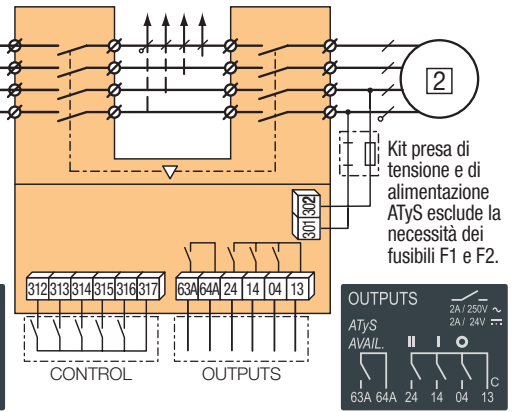 2
Kit presa di
tensione e di
alimentazione
ATyS esclude la
necessità dei
fusibili F1 e F2.
302
301
312 313 314 315 316 317
63A 64A 24 14 04 13
CONTROL
OUTPUTS
OUTPUTS
2A / 250V ~
2A / 24V ⎓
ATyS
AVAIL.
II I O
C
63A 64A 24 14 04 13